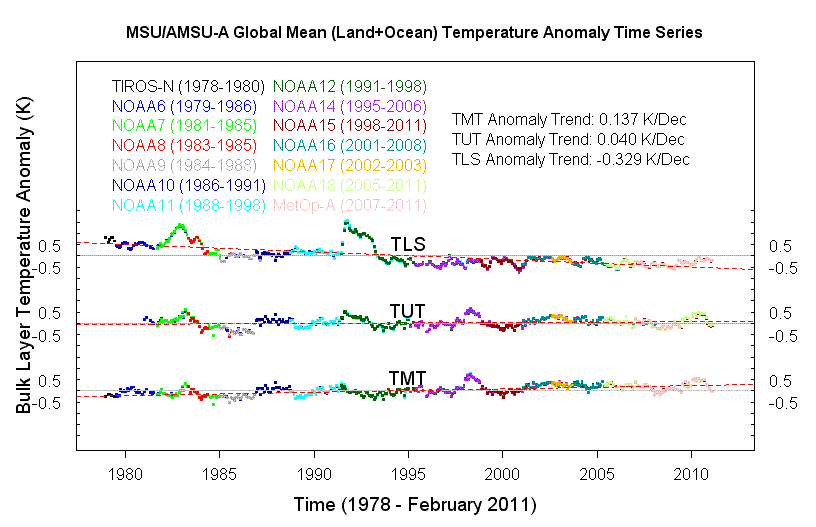 MSU/AMSU-A Global Mean (Land+Ocean) Temperature Anomaly Time Series
TIROS-N (1978-1980) NOAA12 (1991-1998)
NOAA6 (1979-1986) NOAA14 (1995-2006)
NOAA7 (1981-1985) NOAA15 (1998-2011)
NOAA8 (1983-1985) NOAA16 (2001-2008)
NOAA9 (1984-1988) NOAA17 (2002-2003)
NOAA10 (1986-1991) NOAA18 (2005-2011)
NOAA11 (1988-1998) MetOp-A (2007-2011)
TMT Anomaly Trend: 0.137 K/Dec
TUT Anomaly Trend: 0.040 K/Dec
TLS Anomaly Trend: -0.329 K/Dec
Bulk Layer Temperature Anomaly (K)
TLS
0.5 0.5
-0.5 -0.5
TUT
0.5 0.5
-0.5 -0.5
TMT
0.5 0.5
-0.5 -0.5
1980 1985 1990 1995 2000 2005 2010
Time (1978 - February 2011)